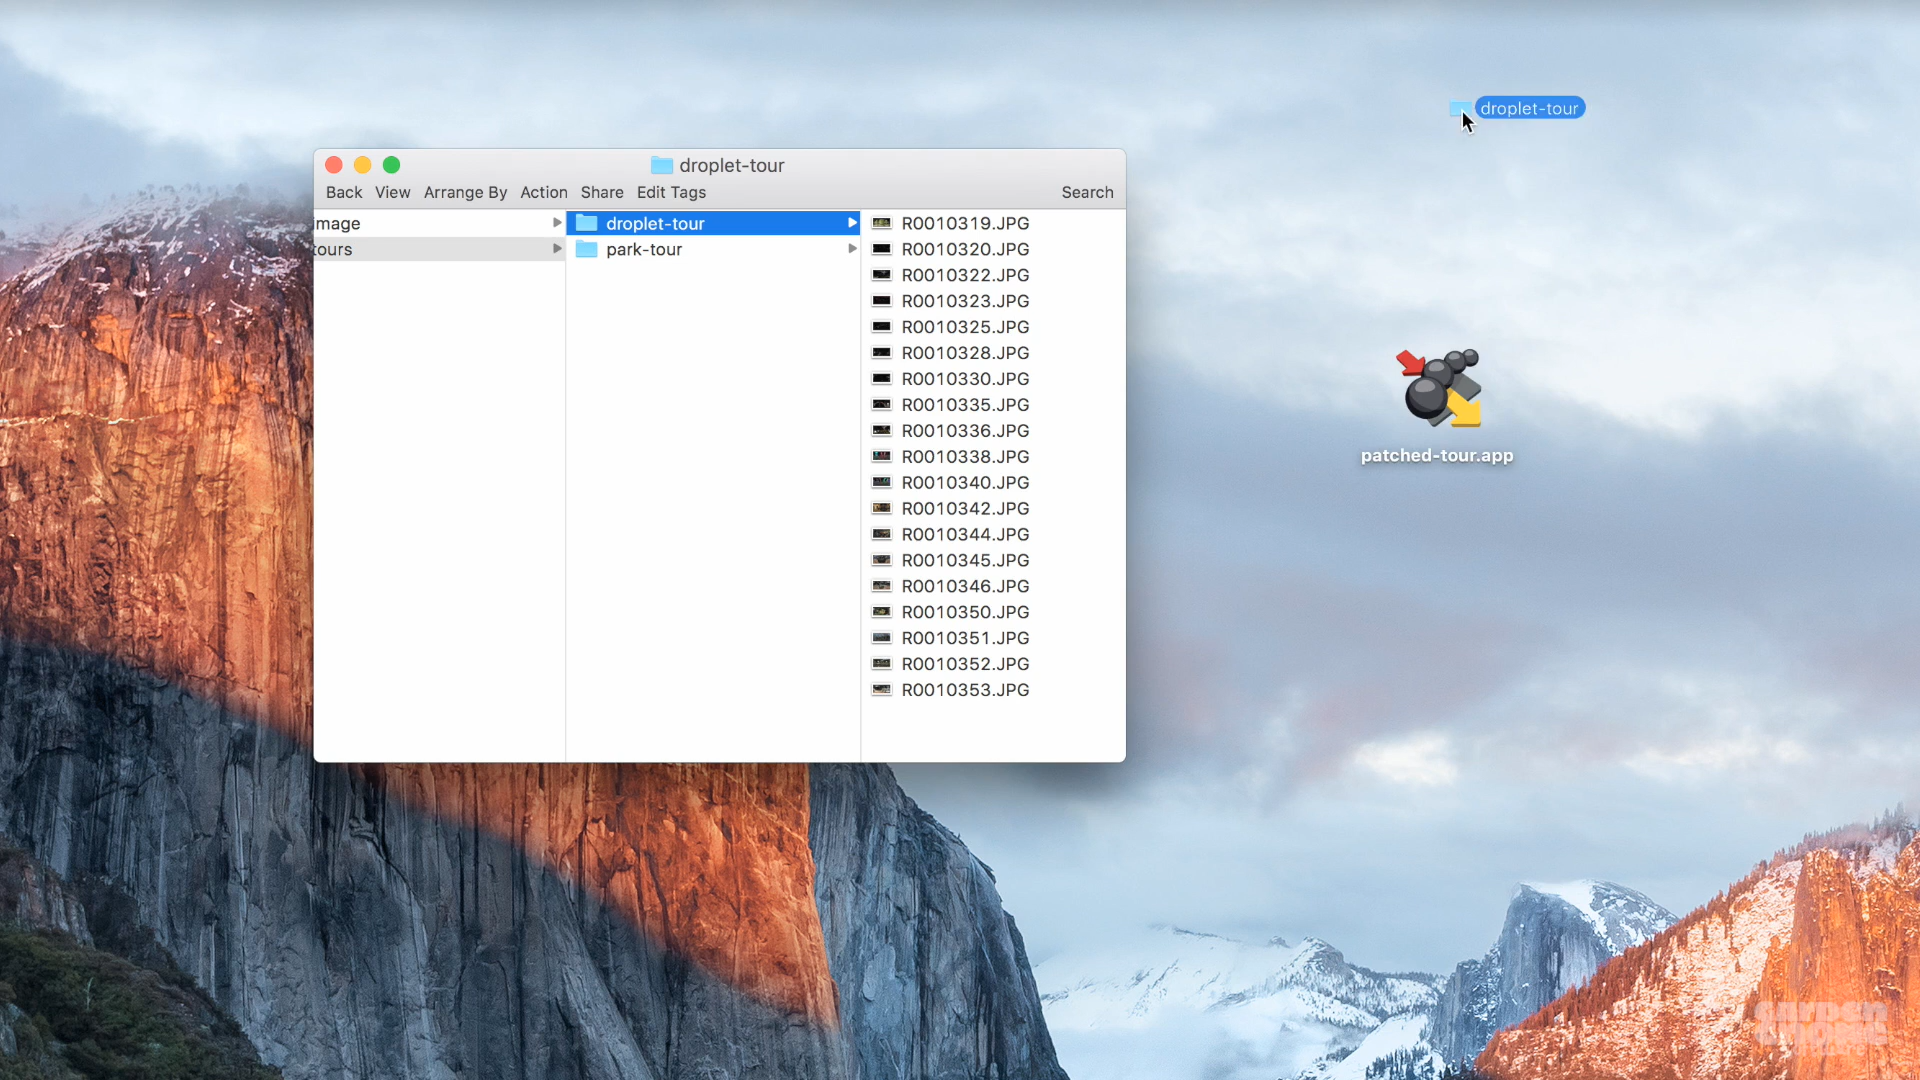 droplet-tour
droplet-tour
Back View Arrange By Action Share Edit Tags Search
image
tours
droplet-tour
park-tour
R0010319.JPG
R0010320.JPG
R0010322.JPG
R0010323.JPG
R0010325.JPG
R0010328.JPG
R0010330.JPG
R0010335.JPG
R0010336.JPG
R0010338.JPG
R0010340.JPG
R0010342.JPG
R0010344.JPG
R0010345.JPG
R0010346.JPG
R0010350.JPG
R0010351.JPG
R0010352.JPG
R0010353.JPG
patched-tour.app